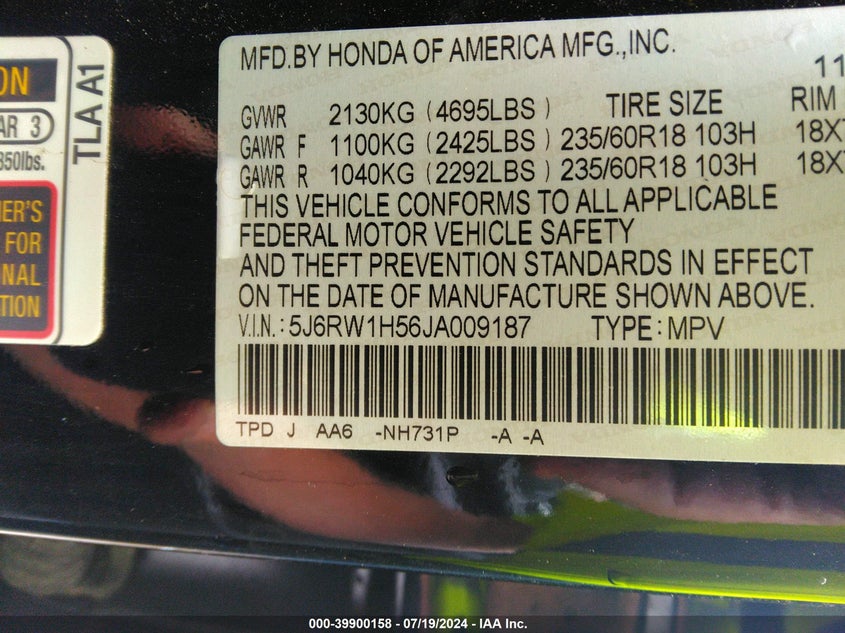 MFD.BY HONDA OF AMERICA MFG.,INC.
11
GVWR 2130KG (4695LBS) TIRE SIZE RIM
GAWR F 1100KG (2425LBS) 235/60R18 103H 18X7
GAWR R 1040KG (2292LBS) 235/60R18 103H 18X7
THIS VEHICLE CONFORMS TO ALL APPLICABLE
FEDERAL MOTOR VEHICLE SAFETY
AND THEFT PREVENTION STANDARDS IN EFFECT
ON THE DATE OF MANUFACTURE SHOWN ABOVE.
V.I.N.: 5J6RW1H56JA009187 TYPE: MPV
TPD J AA6 -NH731P -A -A
ON
AR 3
350lbs.
TLA A1
ER'S
FOR
NAL
TION
000-39900158 - 07/19/2024 - IAA Inc.